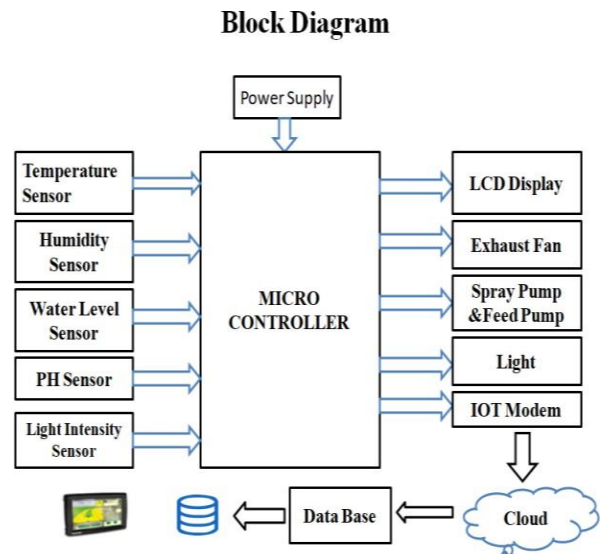 Block Diagram
Power Supply
Temperature
Sensor
Humidity
Sensor
Water Level
Sensor
PH Sensor
Light Intensity
Sensor
MICRO
CONTROLLER
LCD Display
Exhaust Fan
Spray Pump
&Feed Pump
Light
IOT Modem
Cloud
Data Base